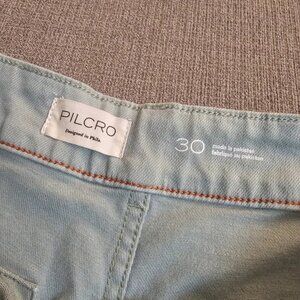 PILCRO
Designed in Phila.
30
made in pakistan
fabriqué au pakistan